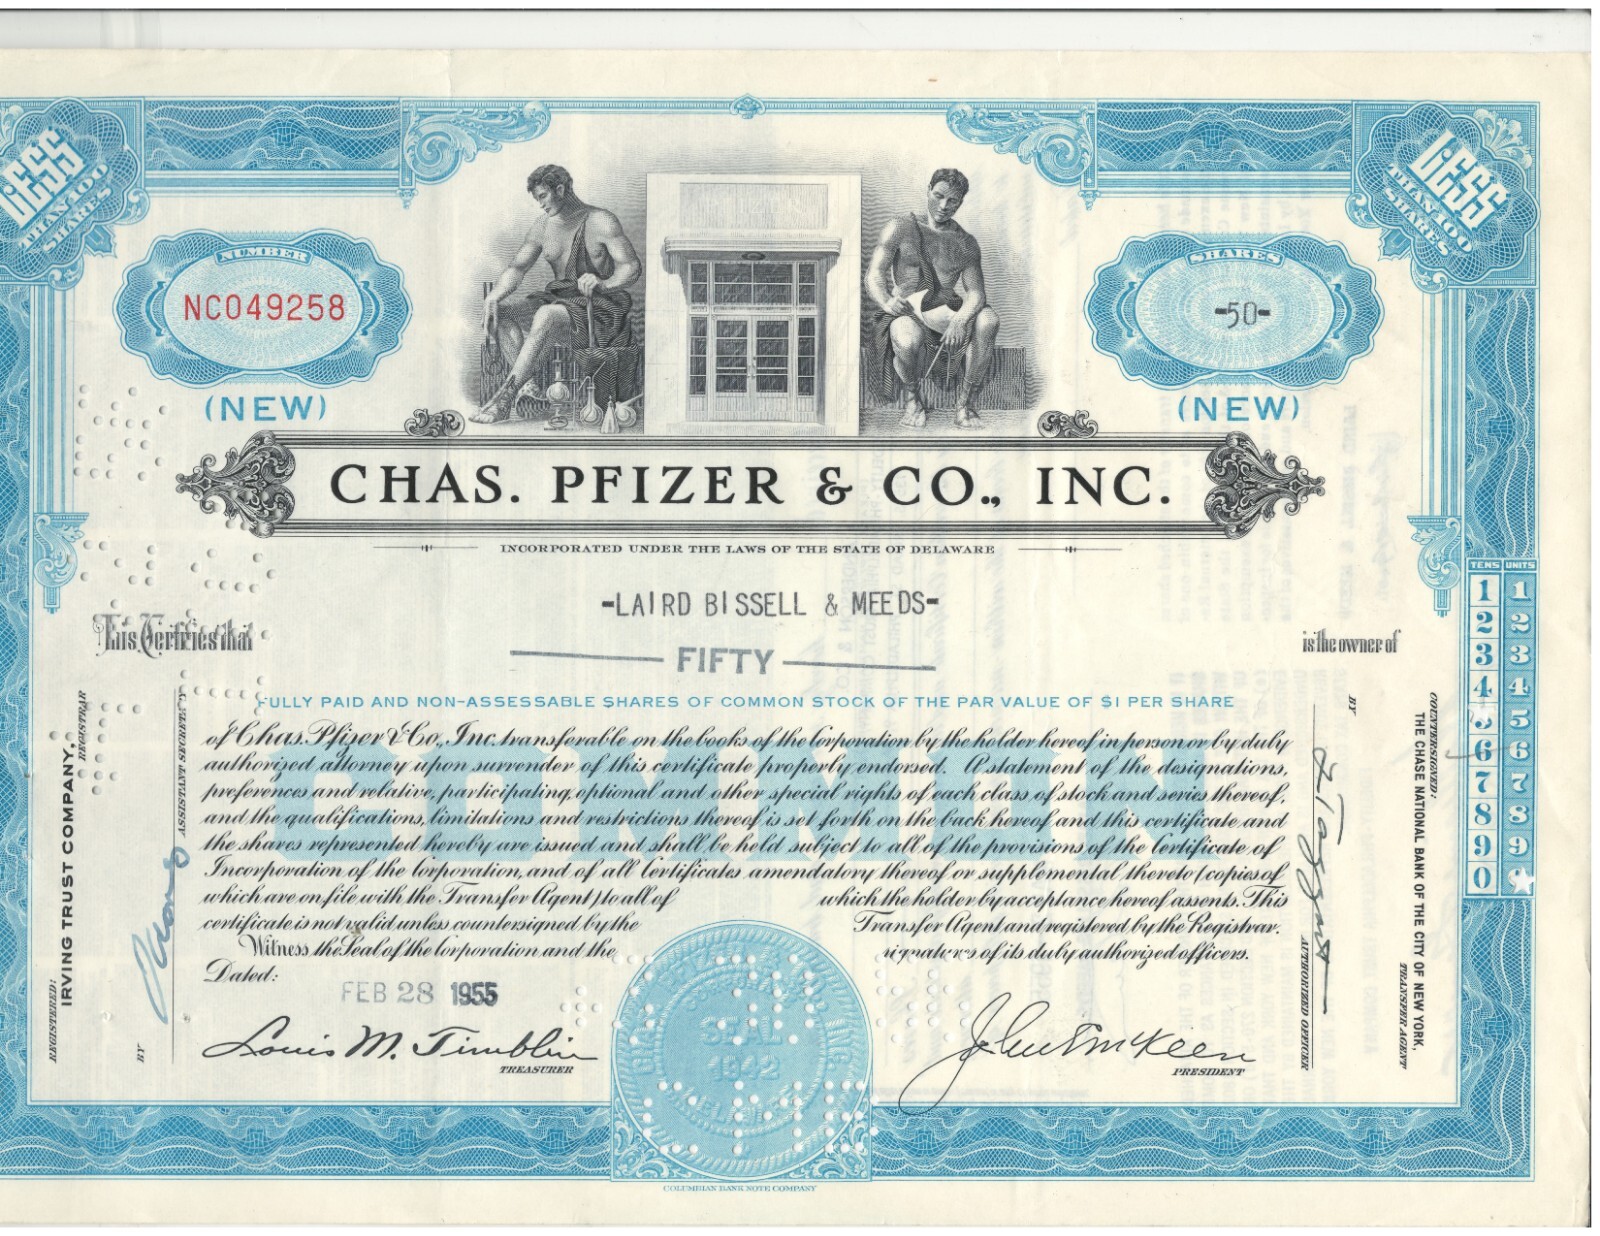 LESS
THAN 100
SHARES
LESS
THAN 100
SHARES
NUMBER
NC049258
(NEW)
SHARES
-50-
(NEW)
CHAS. PFIZER & CO., INC.
INCORPORATED UNDER THE LAWS OF THE STATE OF DELAWARE
-LAIRD BISSELL & MEEDS-
This Certifies that
is the owner of
FIFTY
FULLY PAID AND NON-ASSESSABLE SHARES OF COMMON STOCK OF THE PAR VALUE OF $1 PER SHARE
of Chas. Pfizer & Co., Inc. transferable on the books of the Corporation by the holder hereof in person or by duly
authorized attorney upon surrender of this certificate properly endorsed. A statement of the designations,
preferences and relative, participating, optional and other special rights of each class of stock and series thereof,
and the qualifications, limitations and restrictions thereof is set forth on the back hereof and this certificate and
the shares represented hereby are issued and shall be held subject to all of the provisions of the Certificate of
Incorporation of the Corporation, and of all Certificates amendatory thereof or supplemental thereto (copies of
which are on file with the Transfer Agent) to all of which the holder by acceptance hereof assents. This
certificate is not valid unless countersigned by the Transfer Agent and registered by the Registrar.
Witness the Seal of the Corporation and the signatures of its duly authorized officers.
Dated:
FEB 28 1955
Louis M. Timblin
TREASURER
SEAL
1942
John E McKeen
PRESIDENT
COLUMBIAN BANK NOTE COMPANY
REGISTERED:
IRVING TRUST COMPANY,
REGISTRAR
BY
ASSISTANT SECRETARY
COUNTERSIGNED:
THE CHASE NATIONAL BANK OF THE CITY OF NEW YORK,
TRANSFER AGENT
BY
AUTHORIZED OFFICER
TENS UNITS
1 1
2 2
3 3
4 4
5 5
6 6
7 7
8 8
9 9
0